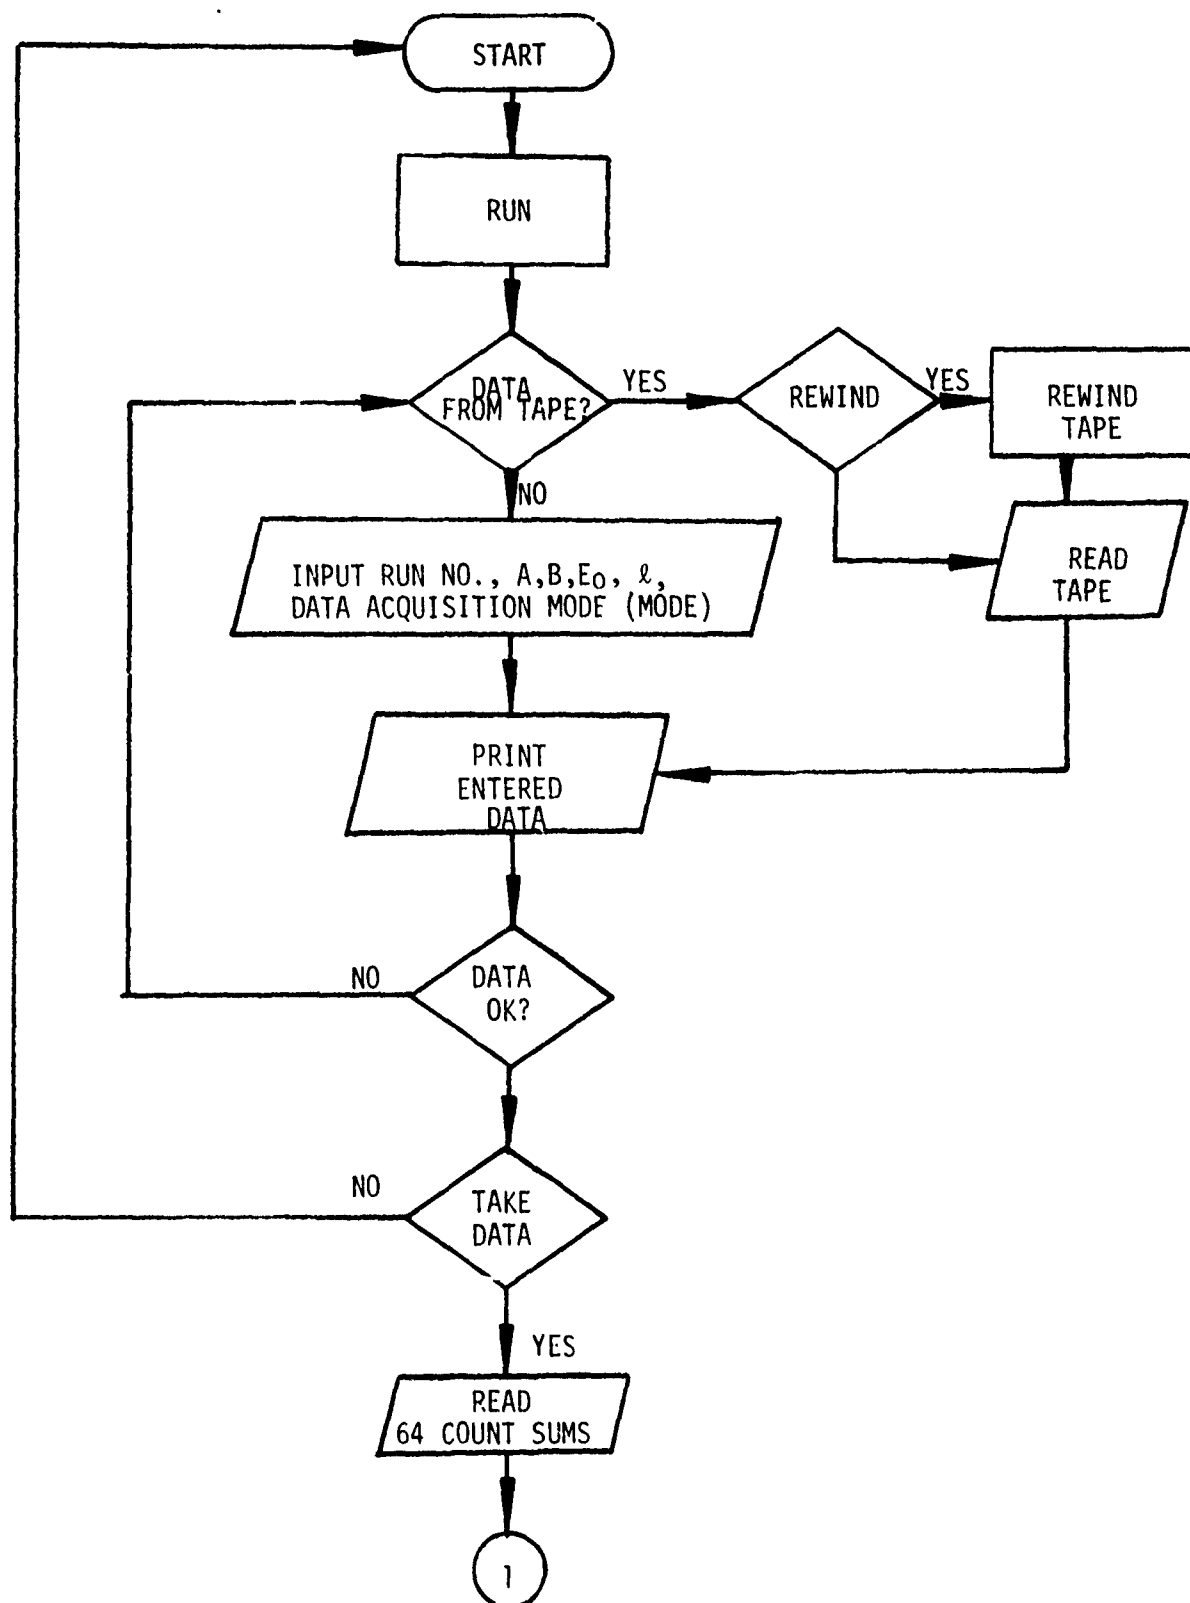 START
RUN
DATA
FROM TAPE?
YES
REWIND
YES
REWIND
TAPE
NO
INPUT RUN NO., A,B,E₀, ℓ,
DATA ACQUISITION MODE (MODE)
READ
TAPE
PRINT
ENTERED
DATA
NO
DATA
OK?
NO
TAKE
DATA
YES
READ
64 COUNT SUMS
1